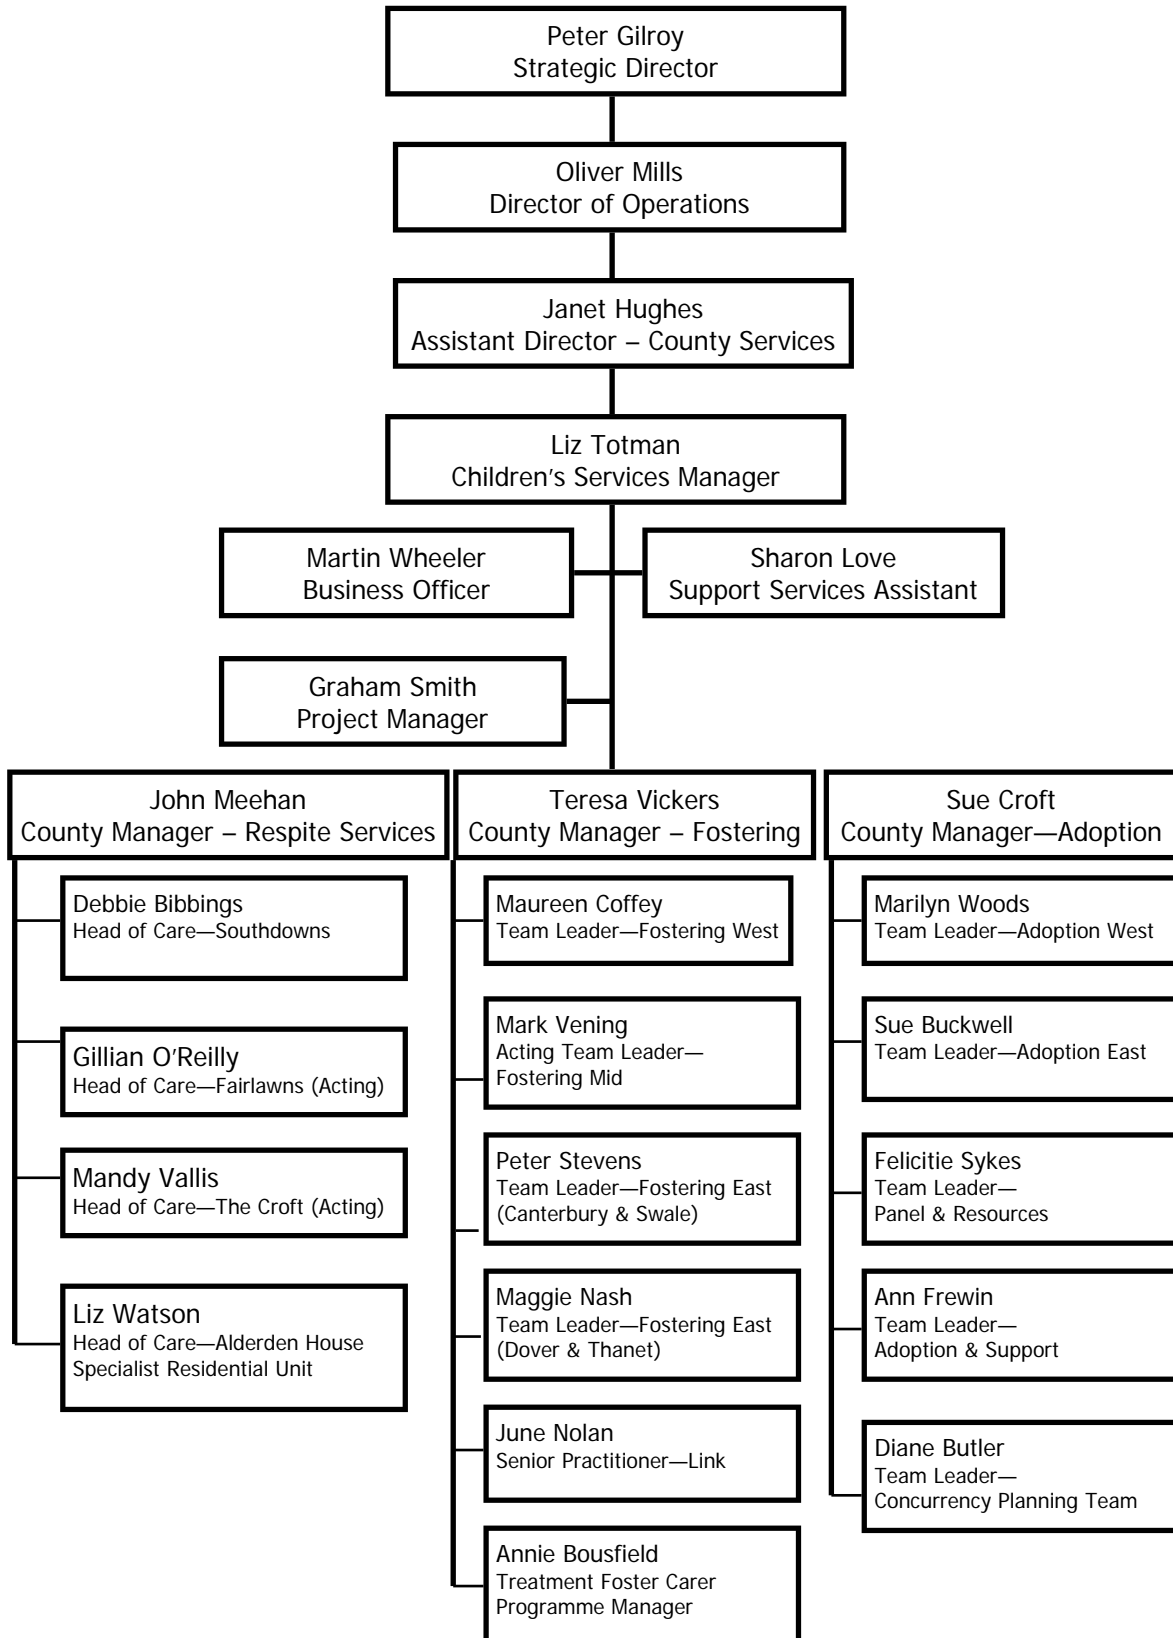 Peter Gilroy
Strategic Director
Oliver Mills
Director of Operations
Janet Hughes
Assistant Director – County Services
Liz Totman
Children's Services Manager
Martin Wheeler
Business Officer
Sharon Love
Support Services Assistant
Graham Smith
Project Manager
John Meehan
County Manager – Respite Services
Debbie Bibbings
Head of Care—Southdowns
Gillian O'Reilly
Head of Care—Fairlawns (Acting)
Mandy Vallis
Head of Care—The Croft (Acting)
Liz Watson
Head of Care—Alderden House
Specialist Residential Unit
Teresa Vickers
County Manager – Fostering
Maureen Coffey
Team Leader—Fostering West
Mark Vening
Acting Team Leader—
Fostering Mid
Peter Stevens
Team Leader—Fostering East
(Canterbury & Swale)
Maggie Nash
Team Leader—Fostering East
(Dover & Thanet)
June Nolan
Senior Practitioner—Link
Annie Bousfield
Treatment Foster Carer
Programme Manager
Sue Croft
County Manager—Adoption
Marilyn Woods
Team Leader—Adoption West
Sue Buckwell
Team Leader—Adoption East
Felicitie Sykes
Team Leader—
Panel & Resources
Ann Frewin
Team Leader—
Adoption & Support
Diane Butler
Team Leader—
Concurrency Planning Team